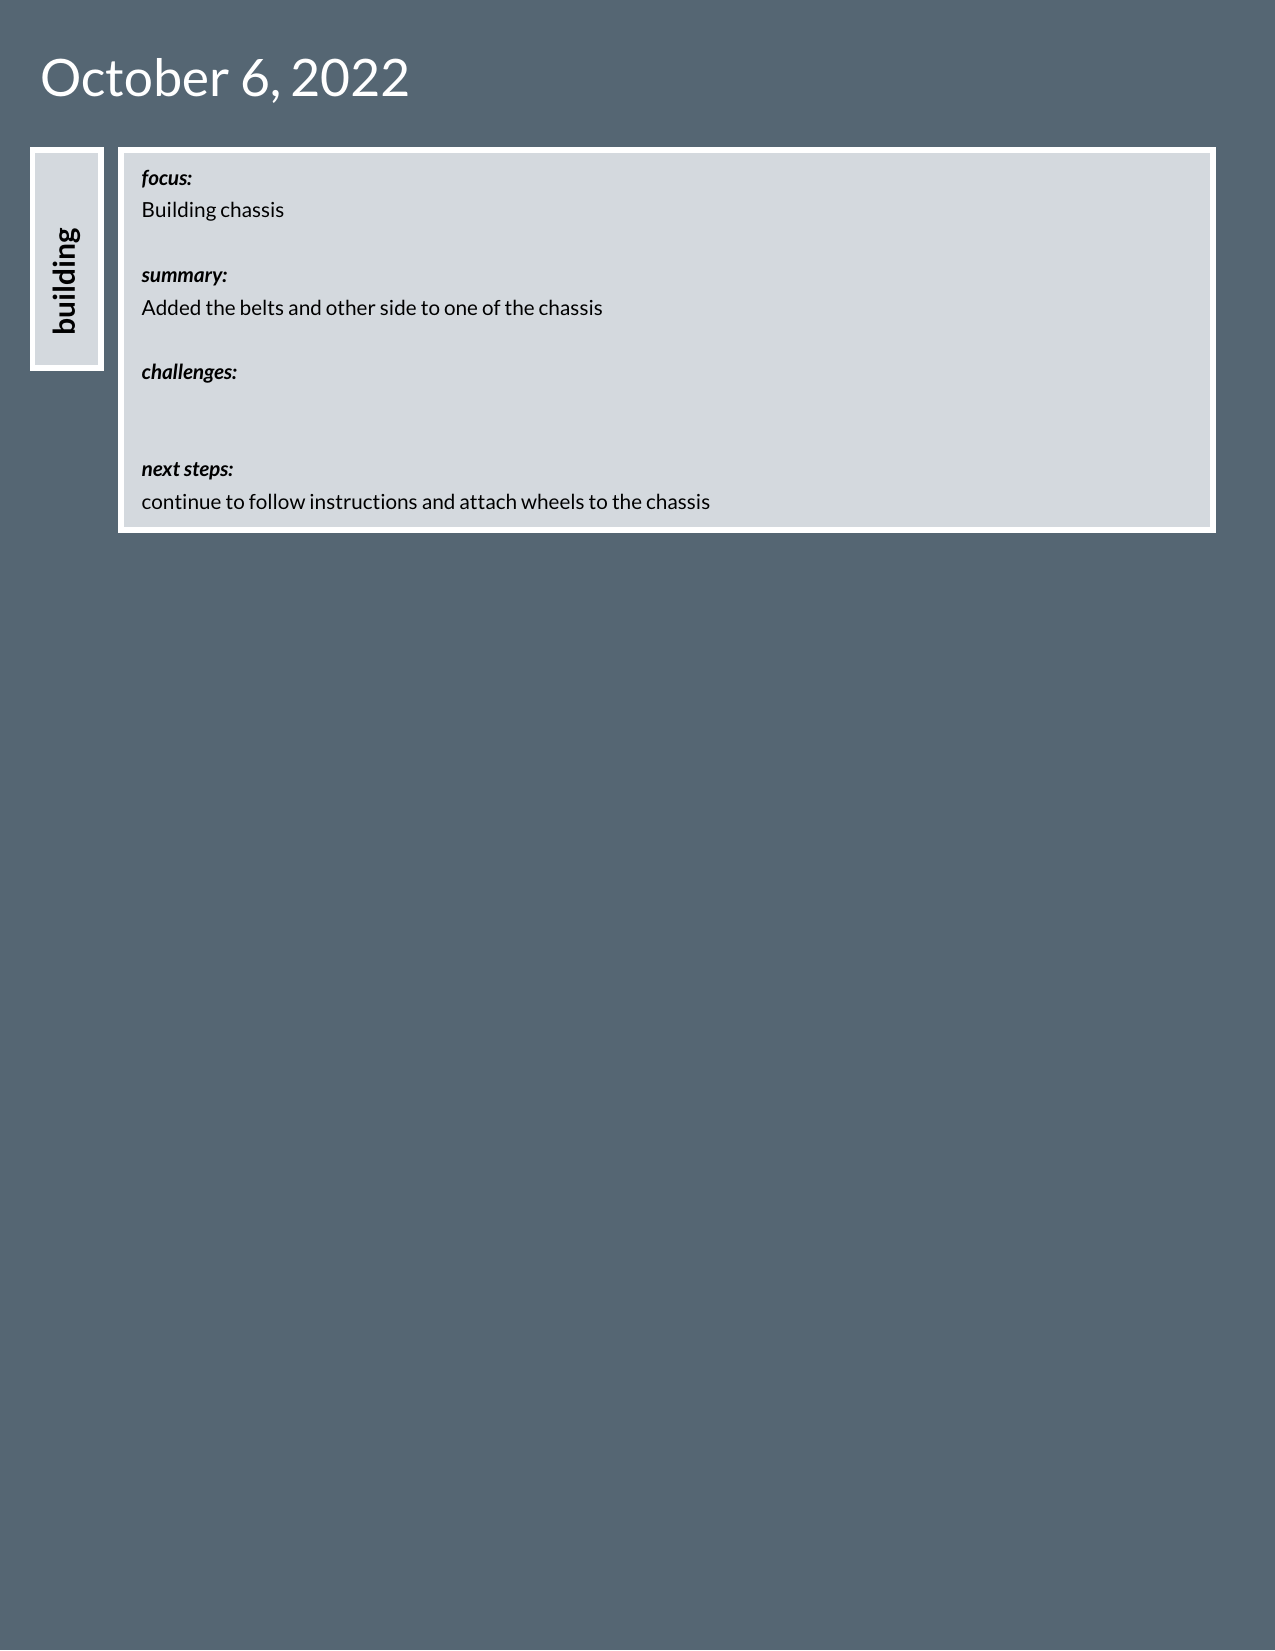 October 6, 2022
building
focus:
Building chassis
summary:
Added the belts and other side to one of the chassis
challenges:
next steps:
continue to follow instructions and attach wheels to the chassis